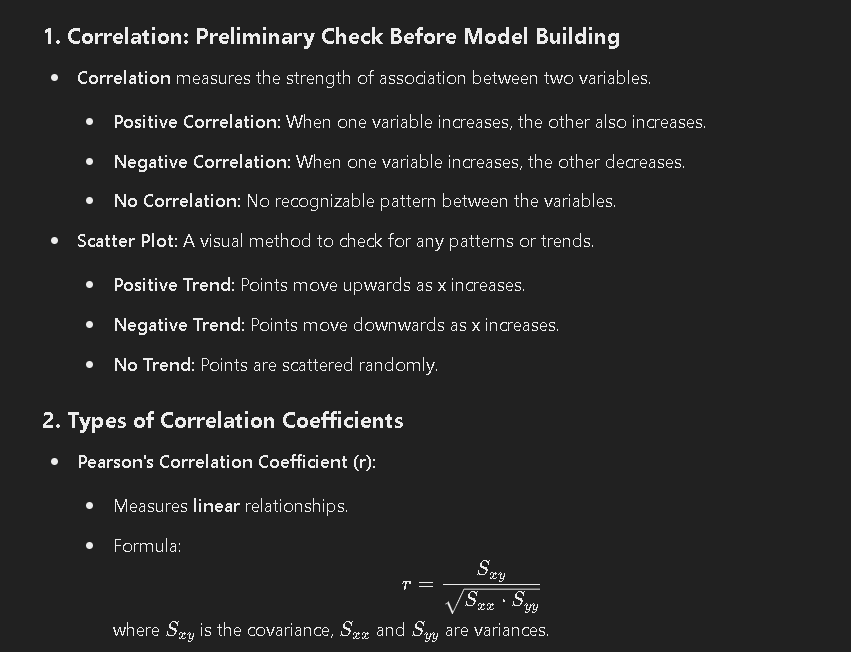 1. Correlation: Preliminary Check Before Model Building
• Correlation measures the strength of association between two variables.
• Positive Correlation: When one variable increases, the other also increases.
• Negative Correlation: When one variable increases, the other decreases.
• No Correlation: No recognizable pattern between the variables.
• Scatter Plot: A visual method to check for any patterns or trends.
• Positive Trend: Points move upwards as x increases.
• Negative Trend: Points move downwards as x increases.
• No Trend: Points are scattered randomly.
2. Types of Correlation Coefficients
• Pearson's Correlation Coefficient (r):
• Measures linear relationships.
• Formula:
r = S_{xy} / √(S_{xx} · S_{yy})
where S_{xy} is the covariance, S_{xx} and S_{yy} are variances.